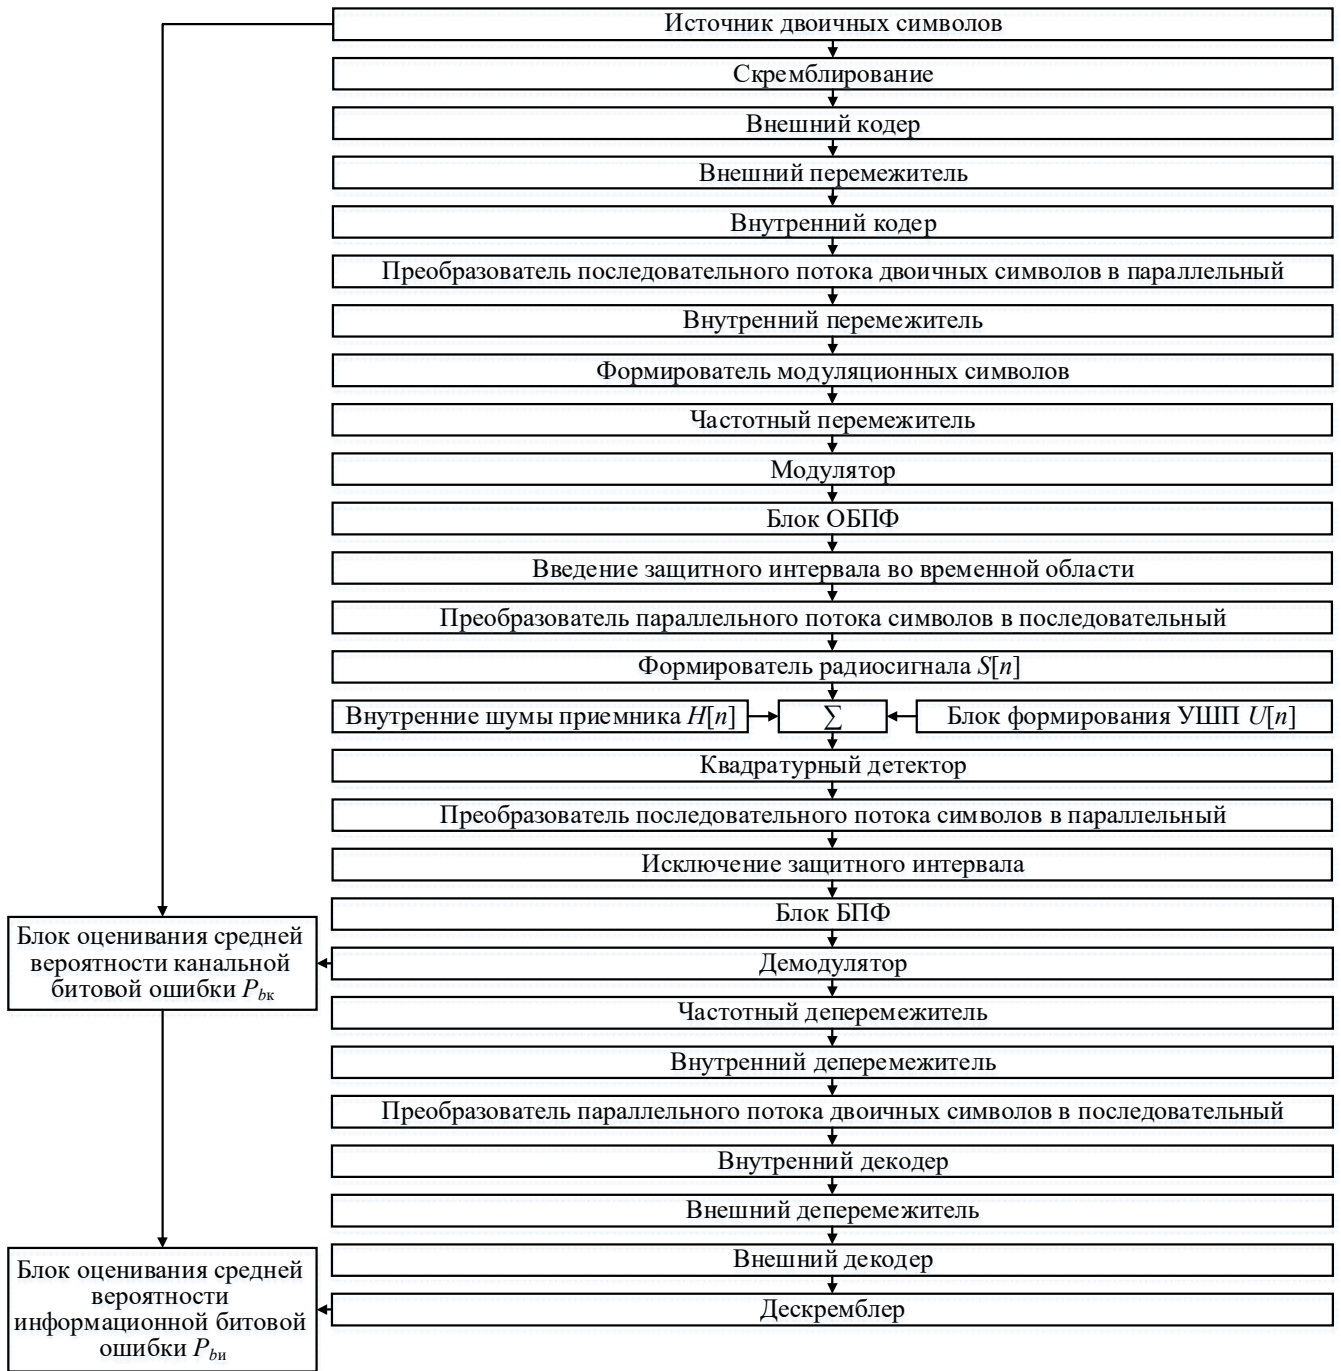 Источник двоичных символов
Скремблирование
Внешний кодер
Внешний перемежитель
Внутренний кодер
Преобразователь последовательного потока двоичных символов в параллельный
Внутренний перемежитель
Формирователь модуляционных символов
Частотный перемежитель
Модулятор
Блок ОБПФ
Введение защитного интервала во временной области
Преобразователь параллельного потока символов в последовательный
Формирователь радиосигнала S[n]
Внутренние шумы приемника H[n]
∑
Блок формирования УШП U[n]
Квадратурный детектор
Преобразователь последовательного потока символов в параллельный
Исключение защитного интервала
Блок БПФ
Блок оценивания средней
вероятности канальной
битовой ошибки Pbк
Демодулятор
Частотный деперемежитель
Внутренний деперемежитель
Преобразователь параллельного потока двоичных символов в последовательный
Внутренний декодер
Внешний деперемежитель
Внешний декодер
Блок оценивания средней
вероятности
информационной битовой
ошибки Pbи
Дескремблер